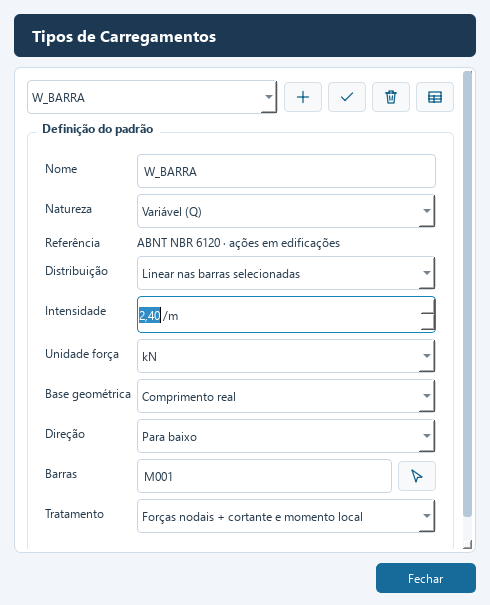 Tipos de Carregamentos
W_BARRA
Definição do padrão
Nome W_BARRA
Natureza Variável (Q)
Referência ABNT NBR 6120 · ações em edificações
Distribuição Linear nas barras selecionadas
Intensidade 2,40 /m
Unidade força kN
Base geométrica Comprimento real
Direção Para baixo
Barras M001
Tratamento Forças nodais + cortante e momento local
Fechar